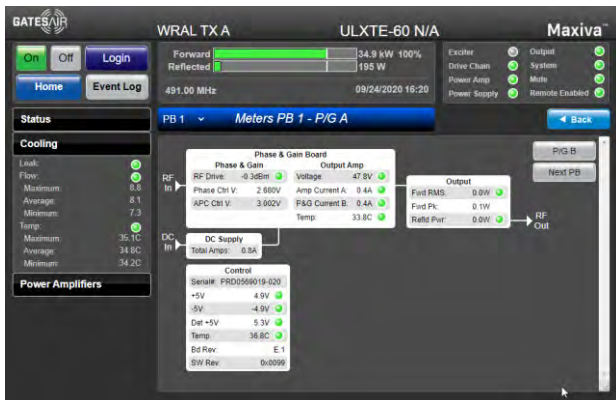 GATESAIR
WRAL TX A
ULXTE-60 N/A
Maxiva
On Off Login
Home Event Log
Forward 34.9 kW 100%
Reflected 195 W
491.00 MHz 09/24/2020 16:20
Exciter Output
Drive Chain System
Power Amp Mute
Power Supply Remote Enabled
Status
PB 1 Meters PB 1 - P/G A
Back
Cooling
Leak:
Flow:
Maximum: 8.8
Average: 8.1
Minimum: 7.3
Temp:
Maximum: 35.1C
Average: 34.8C
Minimum: 34.2C
Power Amplifiers
P/G B
Next PB
Phase & Gain Board
Phase & Gain Output Amp
RF In
RF Drive: -0.3dBm Voltage: 47.8V
Phase Ctrl V: 2.680V Amp Current A: 0.4A
APC Ctrl V: 3.002V P&G Current B: 0.4A
Temp: 33.8C
Output
Fwd RMS: 0.0W
Fwd Pk: 0.1W
Refld Pwr: 0.0W
RF Out
DC In
DC Supply
Total Amps: 0.8A
Control
Serial#: PRD0569019-020
+5V 4.9V
-5V -4.9V
Det +5V 5.3V
Temp: 36.8C
Bd Rev: E.1
SW Rev: 0x0099